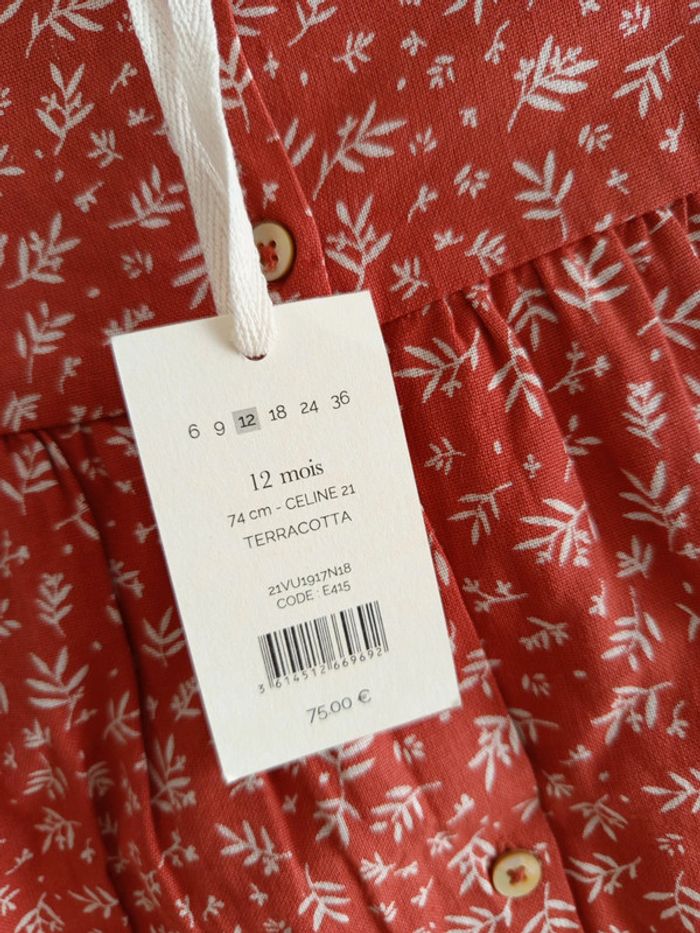 6 9 12 18 24 36
12 mois
74 cm - CELINE 21
TERRACOTTA
21VU1917N18
CODE : E415
3 614512 669692
75.00 €